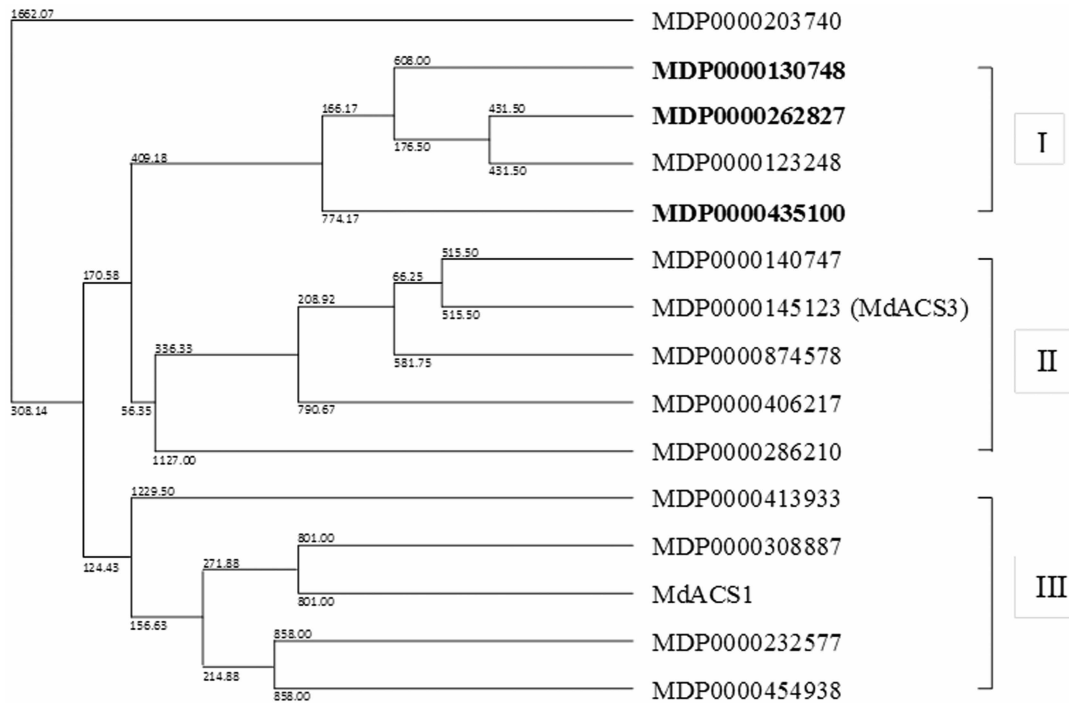 1662.07
MDP0000203740
608.00
MDP0000130748
166.17
431.50
MDP0000262827
I
176.50
409.18
431.50
MDP0000123248
774.17
MDP0000435100
515.50
MDP0000140747
170.58
66.25
208.92
515.50
MDP0000145123 (MdACS3)
336.33
581.75
MDP0000874578
II
308.14
56.35
790.67
MDP0000406217
1127.00
MDP0000286210
1229.50
MDP0000413933
801.00
MDP0000308887
124.43
271.88
801.00
MdACS1
III
156.63
858.00
MDP0000232577
214.88
858.00
MDP0000454938